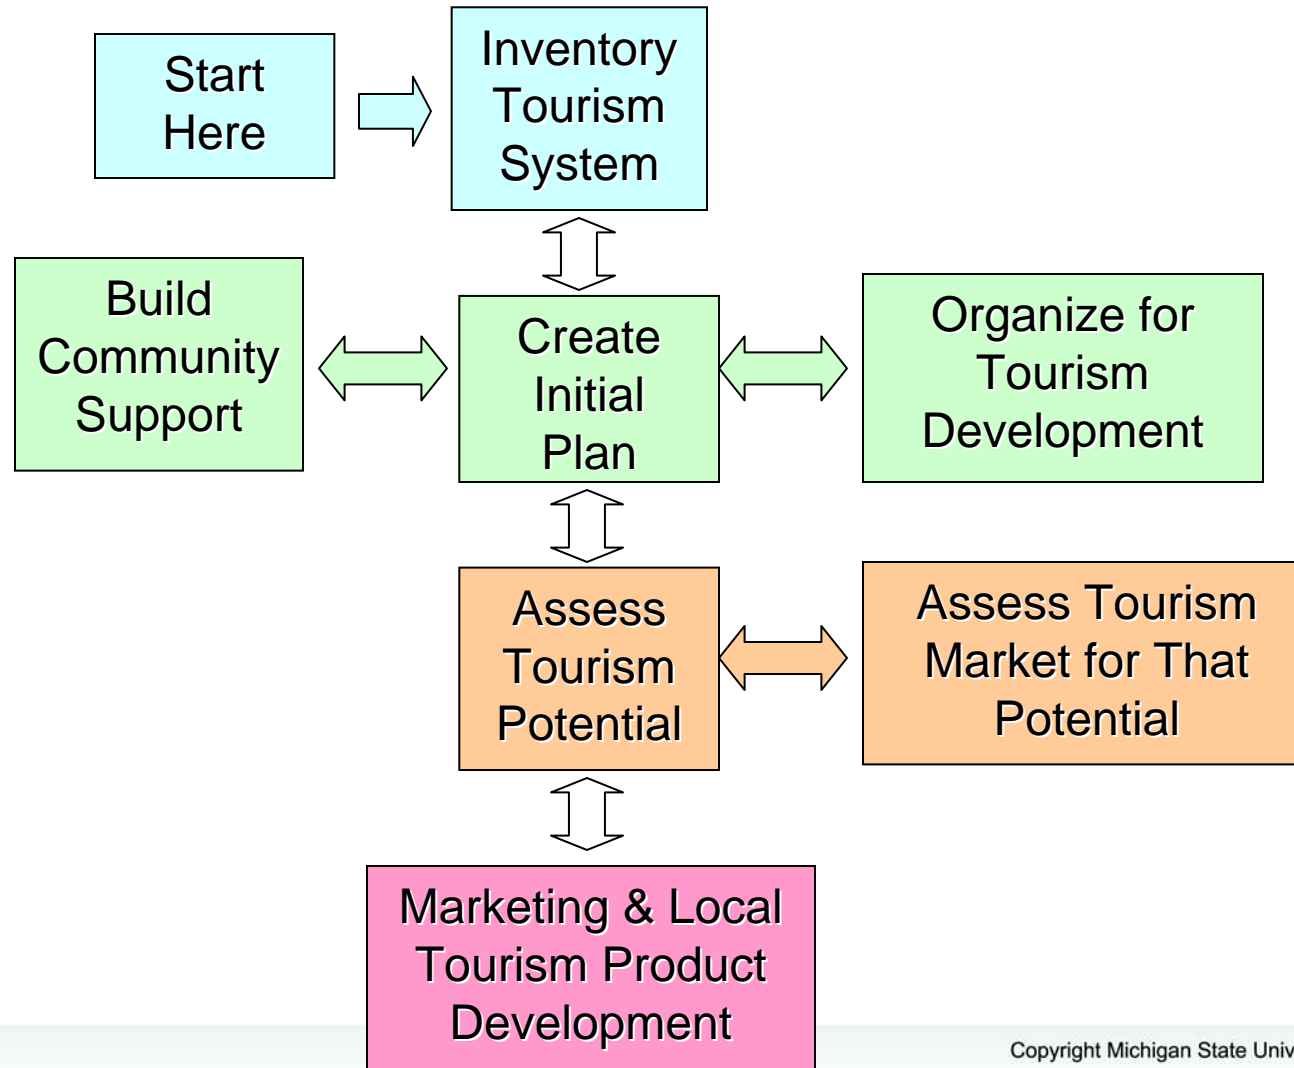 Start
Here
Inventory
Tourism
System
Build
Community
Support
Create
Initial
Plan
Organize for
Tourism
Development
Assess
Tourism
Potential
Assess Tourism
Market for That
Potential
Marketing & Local
Tourism Product
Development
Copyright Michigan State Univ